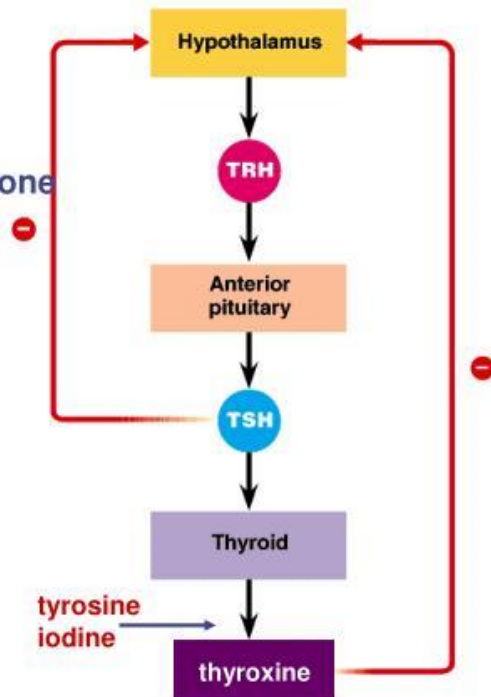 Hypothalamus
TRH
one
Anterior
pituitary
TSH
Thyroid
tyrosine
iodine
thyroxine